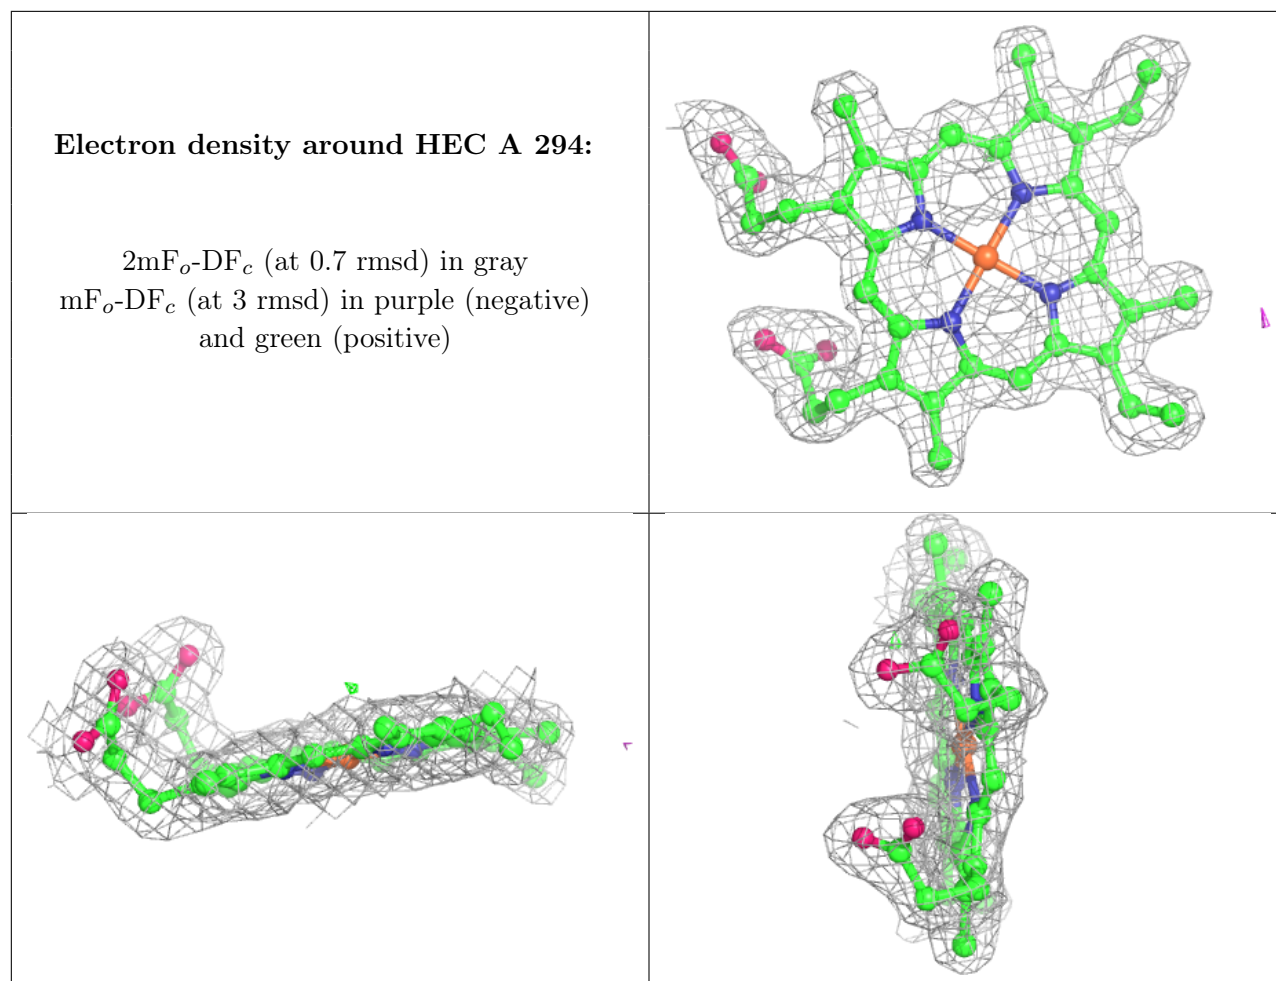 Electron density around HEC A 294:
2mFₒ-DF𝒸 (at 0.7 rmsd) in gray
mFₒ-DF𝒸 (at 3 rmsd) in purple (negative)
and green (positive)